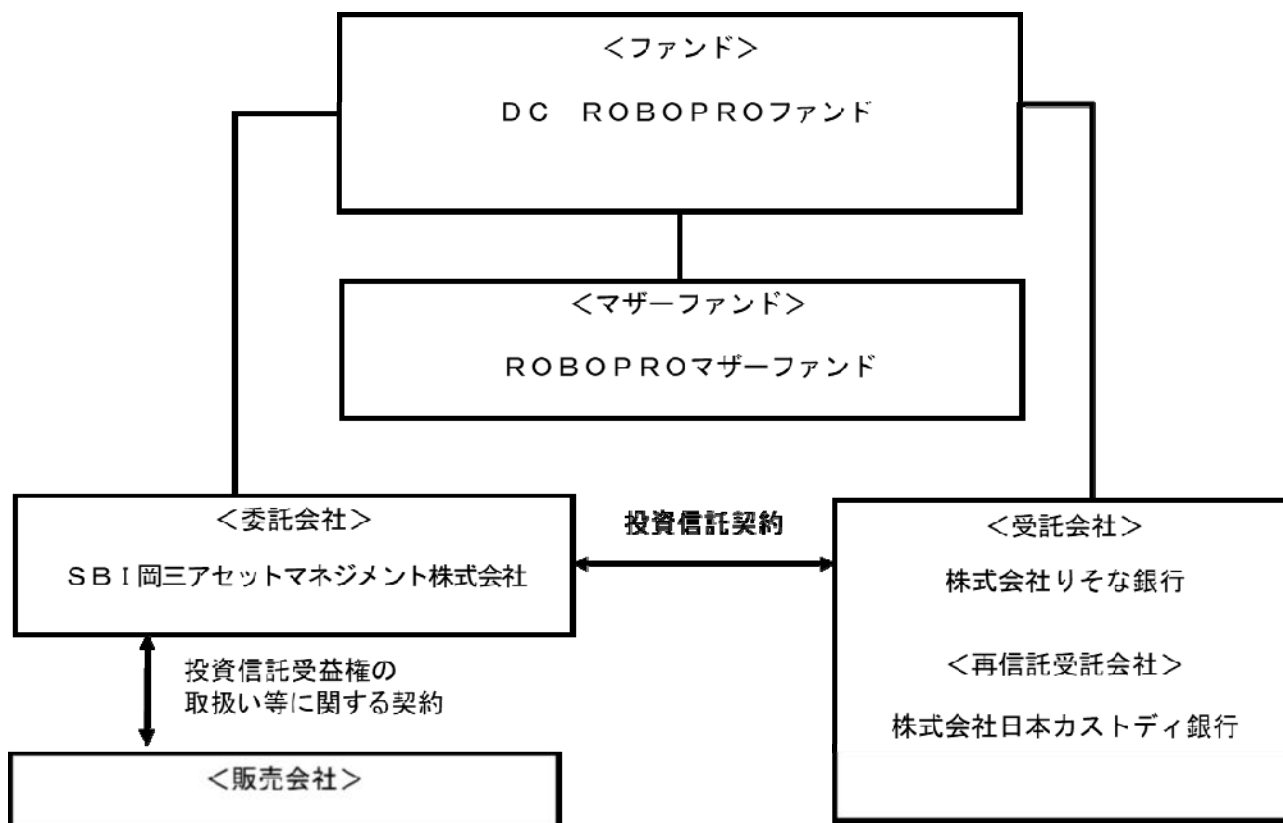 ＜ファンド＞
ＤＣ　ＲＯＢＯＰＲＯファンド
＜マザーファンド＞
ＲＯＢＯＰＲＯマザーファンド
＜委託会社＞
ＳＢＩ岡三アセットマネジメント株式会社
投資信託契約
＜受託会社＞
株式会社りそな銀行
＜再信託受託会社＞
株式会社日本カストディ銀行
投資信託受益権の
取扱い等に関する契約
＜販売会社＞